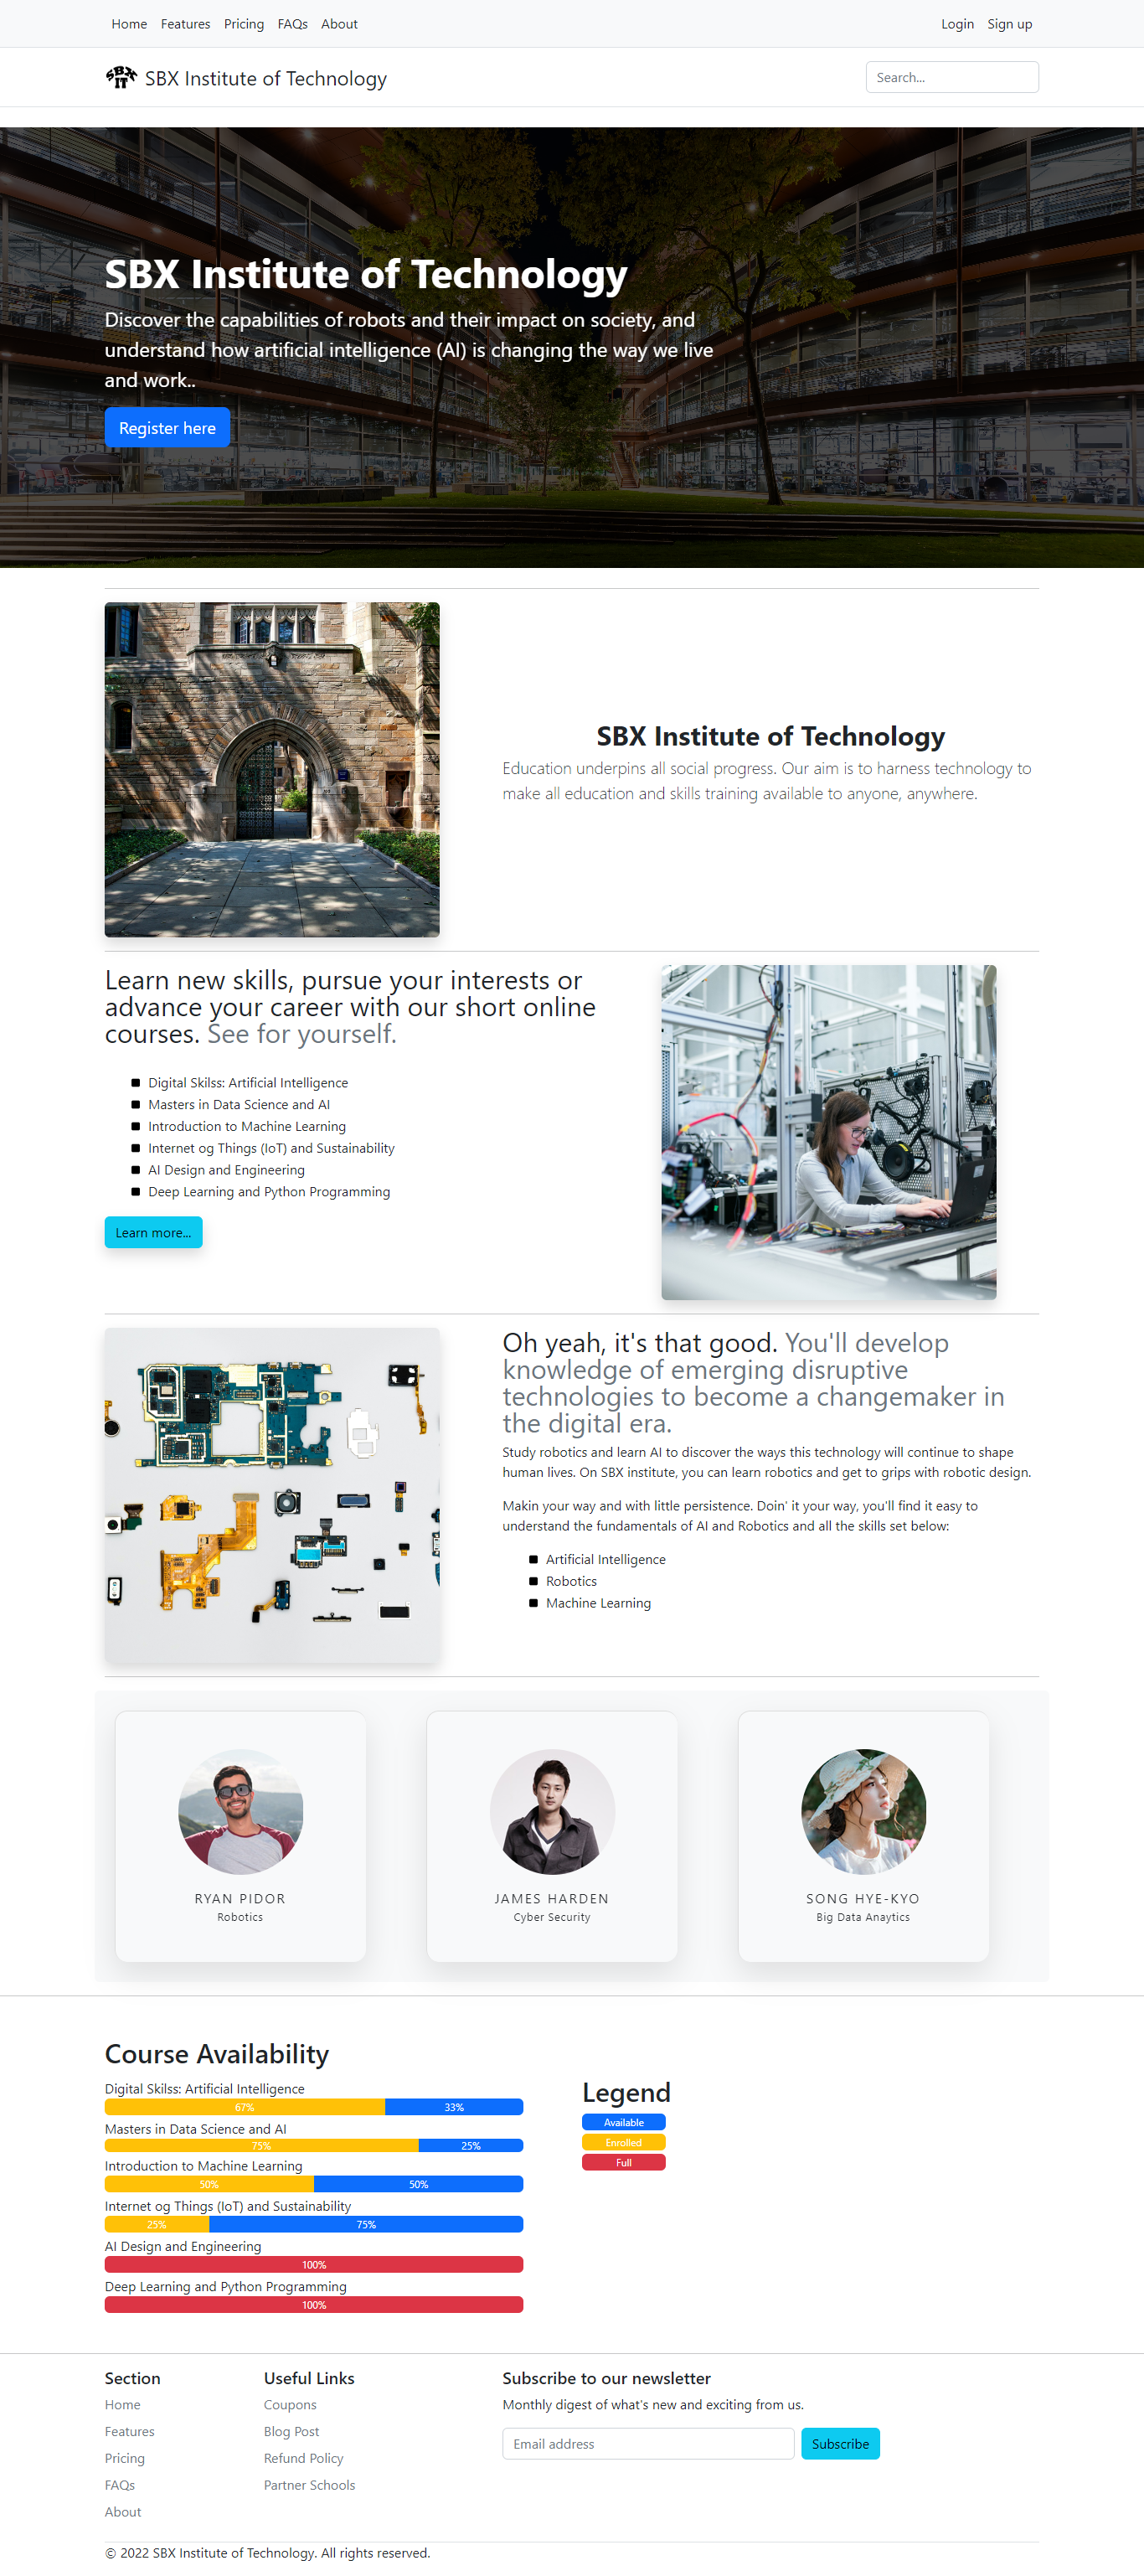 Home Features Pricing FAQs About Login Sign up
SBX
IT
SBX Institute of Technology
Search...
SBX Institute of Technology
Discover the capabilities of robots and their impact on society, and
understand how artificial intelligence (AI) is changing the way we live
and work..
Register here
SBX Institute of Technology
Education underpins all social progress. Our aim is to harness technology to
make all education and skills training available to anyone, anywhere.
Learn new skills, pursue your interests or
advance your career with our short online
courses. See for yourself.
Digital Skilss: Artificial Intelligence
Masters in Data Science and AI
Introduction to Machine Learning
Internet og Things (IoT) and Sustainability
AI Design and Engineering
Deep Learning and Python Programming
Learn more...
Oh yeah, it's that good. You'll develop
knowledge of emerging disruptive
technologies to become a changemaker in
the digital era.
Study robotics and learn AI to discover the ways this technology will continue to shape
human lives. On SBX institute, you can learn robotics and get to grips with robotic design.
Makin your way and with little persistence. Doin' it your way, you'll find it easy to
understand the fundamentals of AI and Robotics and all the skills set below:
Artificial Intelligence
Robotics
Machine Learning
RYAN PIDOR
Robotics
JAMES HARDEN
Cyber Security
SONG HYE-KYO
Big Data Anaytics
Course Availability
Digital Skilss: Artificial Intelligence
67% 33%
Masters in Data Science and AI
75% 25%
Introduction to Machine Learning
50% 50%
Internet og Things (IoT) and Sustainability
25% 75%
AI Design and Engineering
100%
Deep Learning and Python Programming
100%
Legend
Available
Enrolled
Full
Section
Home
Features
Pricing
FAQs
About
Useful Links
Coupons
Blog Post
Refund Policy
Partner Schools
Subscribe to our newsletter
Monthly digest of what's new and exciting from us.
Email address Subscribe
© 2022 SBX Institute of Technology. All rights reserved.